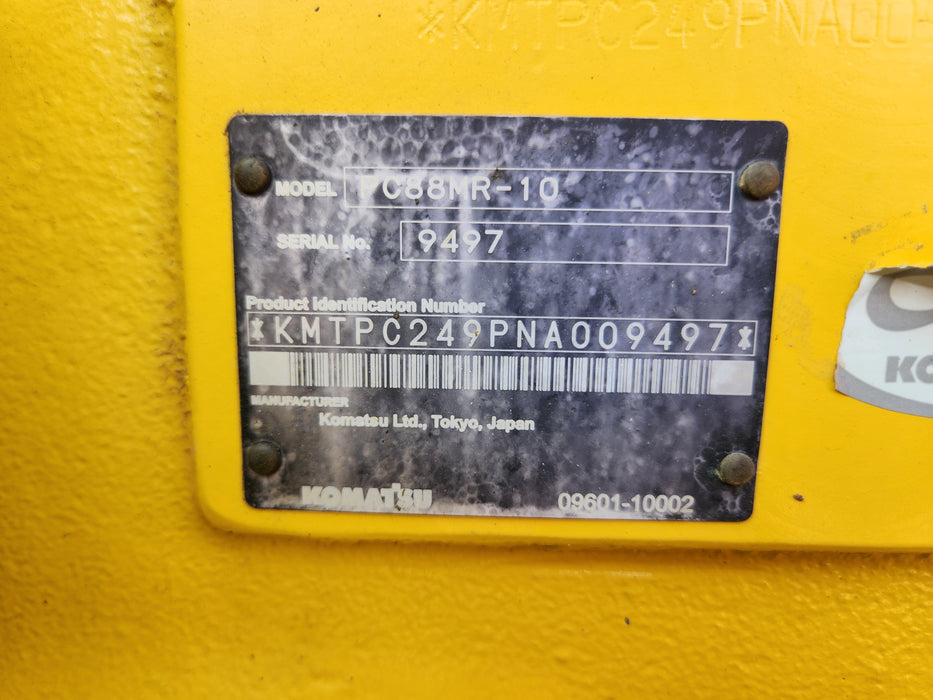 *KMTPC249PNA00
MODEL PC88MR-10
SERIAL No. 9497
Product Identification Number
*KMTPC249PNA009497*
MANUFACTURER
Komatsu Ltd., Tokyo, Japan
KOMATSU
09601-10002
KO